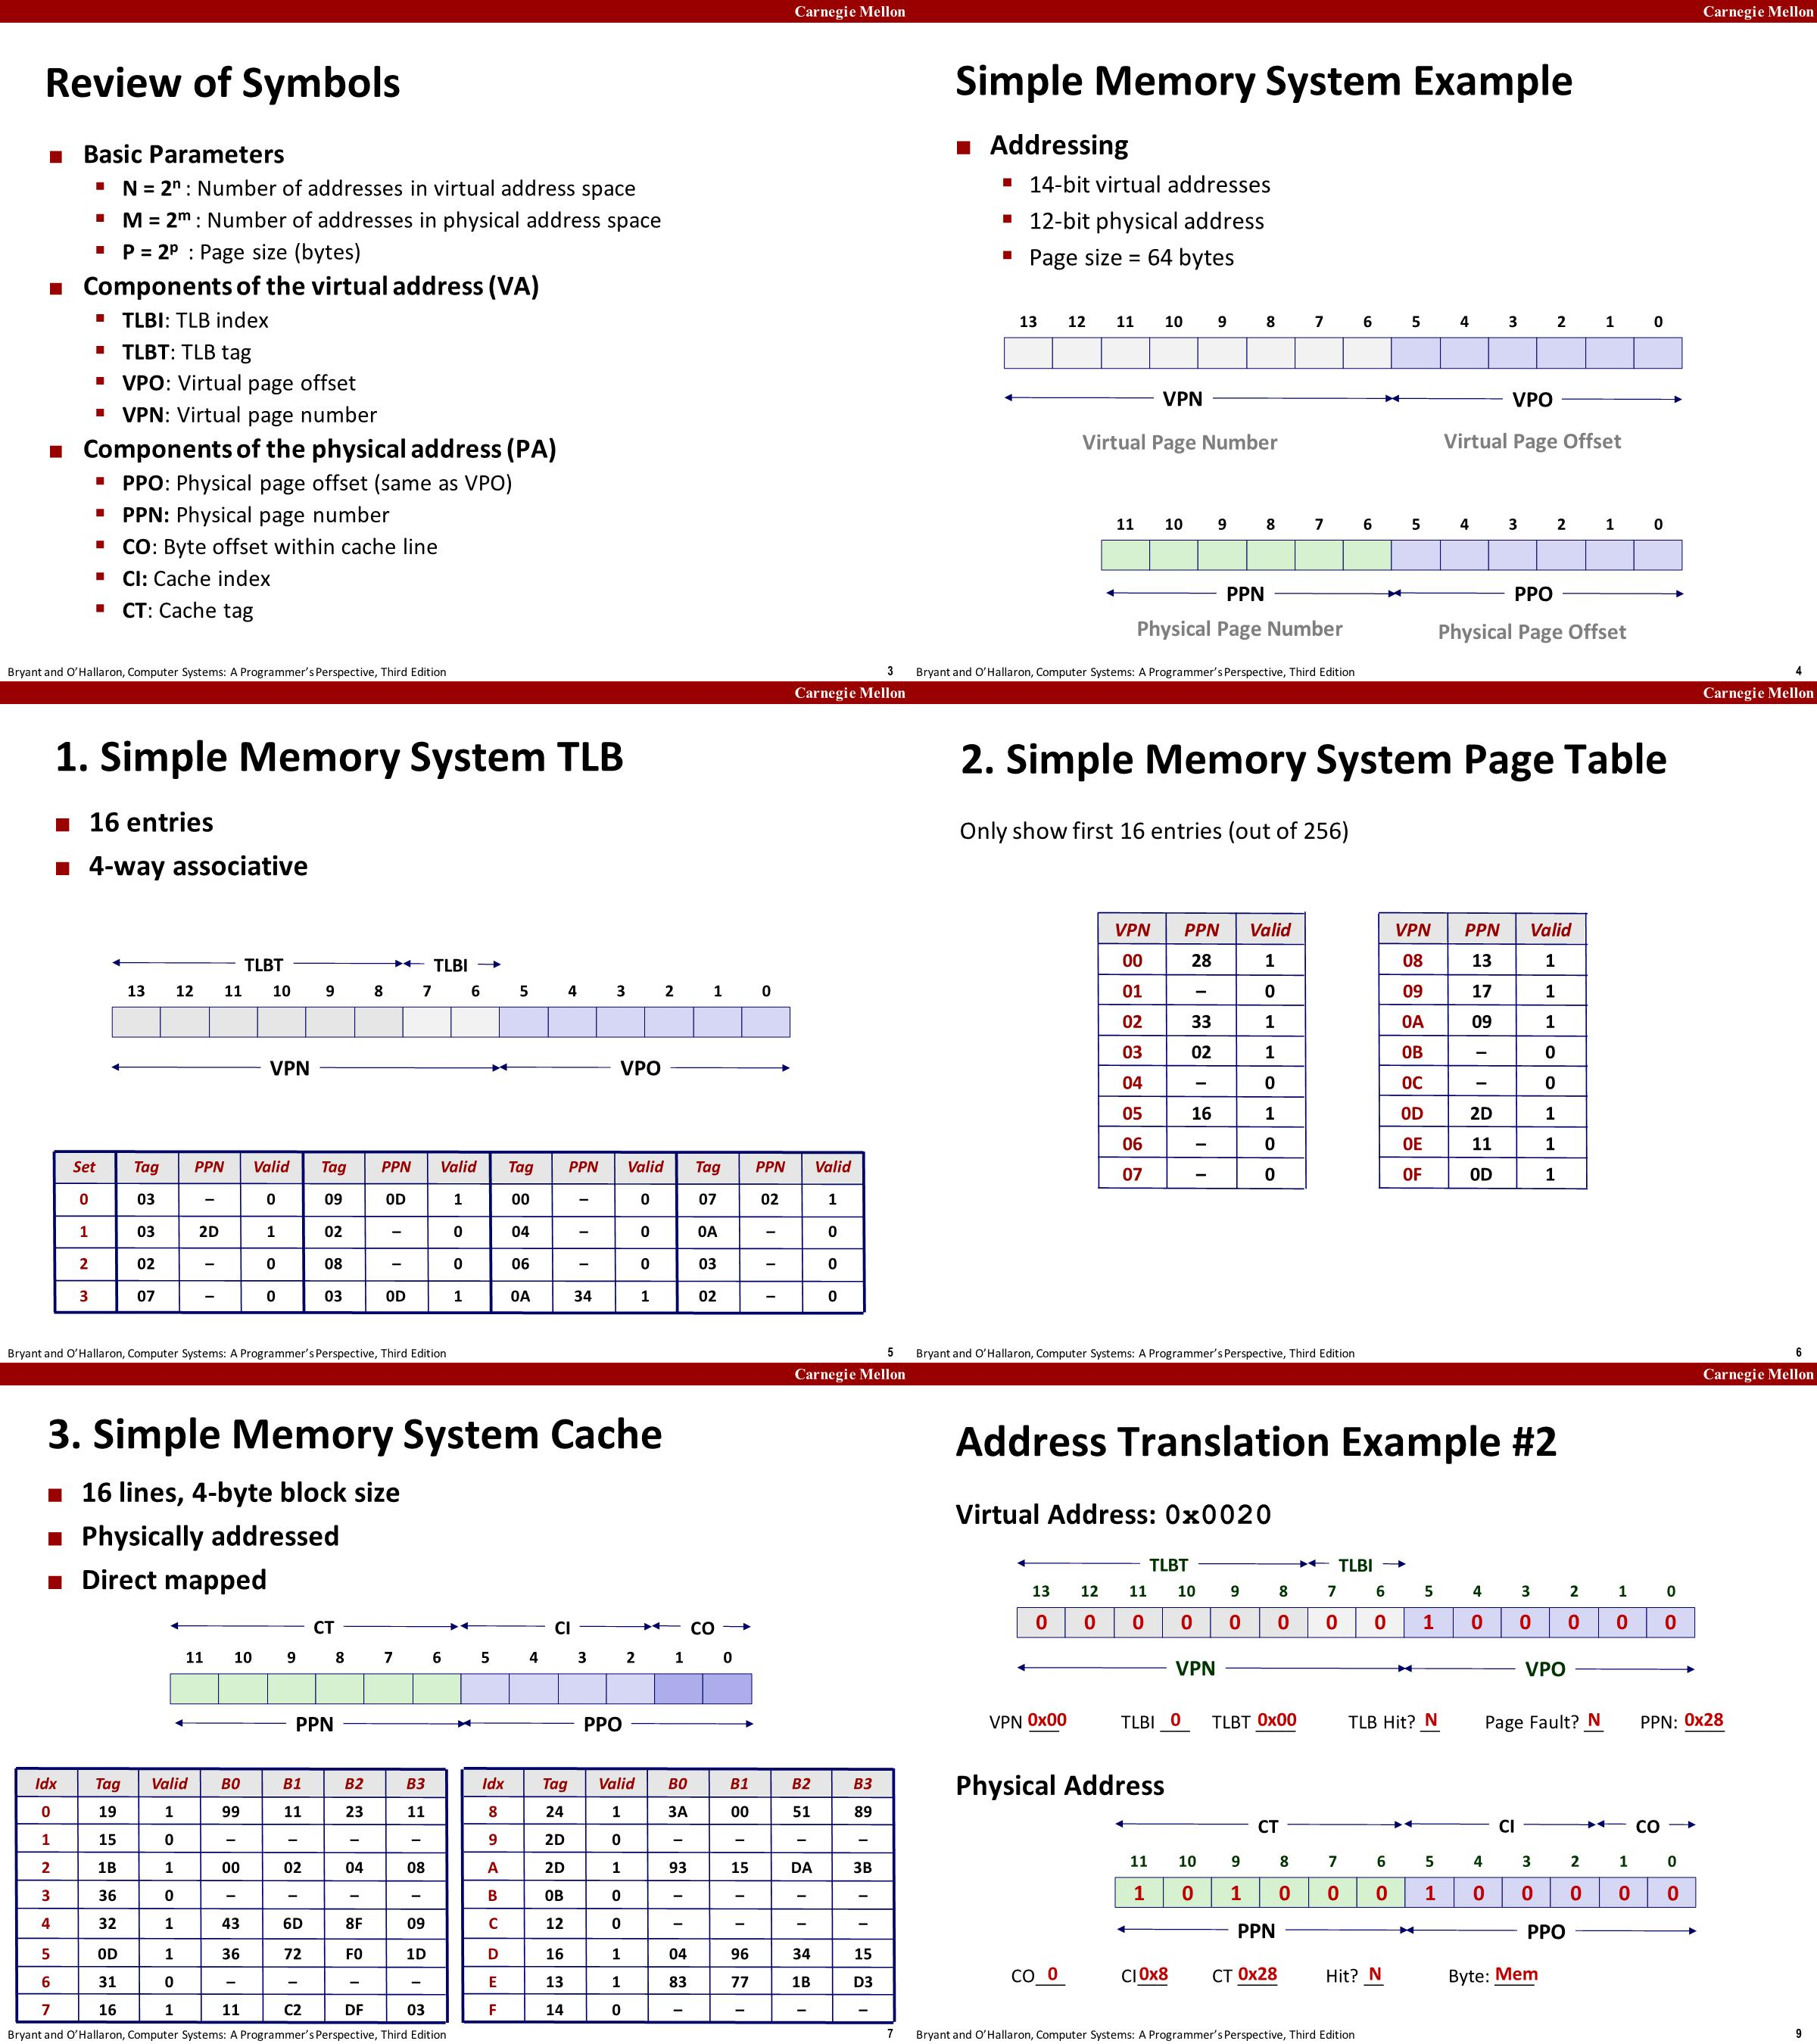 Carnegie Mellon
Review of Symbols
Basic Parameters
N = 2ⁿ : Number of addresses in virtual address space
M = 2ᵐ : Number of addresses in physical address space
P = 2ᵖ : Page size (bytes)
Components of the virtual address (VA)
TLBI: TLB index
TLBT: TLB tag
VPO: Virtual page offset
VPN: Virtual page number
Components of the physical address (PA)
PPO: Physical page offset (same as VPO)
PPN: Physical page number
CO: Byte offset within cache line
CI: Cache index
CT: Cache tag
Bryant and O'Hallaron, Computer Systems: A Programmer's Perspective, Third Edition 3
Carnegie Mellon
Simple Memory System Example
Addressing
14-bit virtual addresses
12-bit physical address
Page size = 64 bytes
13 12 11 10 9 8 7 6 5 4 3 2 1 0
VPN VPO
Virtual Page Number Virtual Page Offset
11 10 9 8 7 6 5 4 3 2 1 0
PPN PPO
Physical Page Number Physical Page Offset
Bryant and O'Hallaron, Computer Systems: A Programmer's Perspective, Third Edition 4
Carnegie Mellon
1. Simple Memory System TLB
16 entries
4-way associative
TLBT TLBI
13 12 11 10 9 8 7 6 5 4 3 2 1 0
VPN VPO
Set Tag PPN Valid Tag PPN Valid Tag PPN Valid Tag PPN Valid
0 03 – 0 09 0D 1 00 – 0 07 02 1
1 03 2D 1 02 – 0 04 – 0 0A – 0
2 02 – 0 08 – 0 06 – 0 03 – 0
3 07 – 0 03 0D 1 0A 34 1 02 – 0
Bryant and O'Hallaron, Computer Systems: A Programmer's Perspective, Third Edition 5
Carnegie Mellon
2. Simple Memory System Page Table
Only show first 16 entries (out of 256)
VPN PPN Valid VPN PPN Valid
00 28 1 08 13 1
01 – 0 09 17 1
02 33 1 0A 09 1
03 02 1 0B – 0
04 – 0 0C – 0
05 16 1 0D 2D 1
06 – 0 0E 11 1
07 – 0 0F 0D 1
Bryant and O'Hallaron, Computer Systems: A Programmer's Perspective, Third Edition 6
Carnegie Mellon
3. Simple Memory System Cache
16 lines, 4-byte block size
Physically addressed
Direct mapped
CT CI CO
11 10 9 8 7 6 5 4 3 2 1 0
PPN PPO
Idx Tag Valid B0 B1 B2 B3 Idx Tag Valid B0 B1 B2 B3
0 19 1 99 11 23 11 8 24 1 3A 00 51 89
1 15 0 – – – – 9 2D 0 – – – –
2 1B 1 00 02 04 08 A 2D 1 93 15 DA 3B
3 36 0 – – – – B 0B 0 – – – –
4 32 1 43 6D 8F 09 C 12 0 – – – –
5 0D 1 36 72 F0 1D D 16 1 04 96 34 15
6 31 0 – – – – E 13 1 83 77 1B D3
7 16 1 11 C2 DF 03 F 14 0 – – – –
Bryant and O'Hallaron, Computer Systems: A Programmer's Perspective, Third Edition 7
Carnegie Mellon
Address Translation Example #2
Virtual Address: 0x0020
TLBT TLBI
13 12 11 10 9 8 7 6 5 4 3 2 1 0
0 0 0 0 0 0 0 0 1 0 0 0 0 0
VPN VPO
VPN 0x00 TLBI 0 TLBT 0x00 TLB Hit? N Page Fault? N PPN: 0x28
Physical Address
CT CI CO
11 10 9 8 7 6 5 4 3 2 1 0
1 0 1 0 0 0 1 0 0 0 0 0
PPN PPO
CO 0 CI 0x8 CT 0x28 Hit? N Byte: Mem
Bryant and O'Hallaron, Computer Systems: A Programmer's Perspective, Third Edition 9